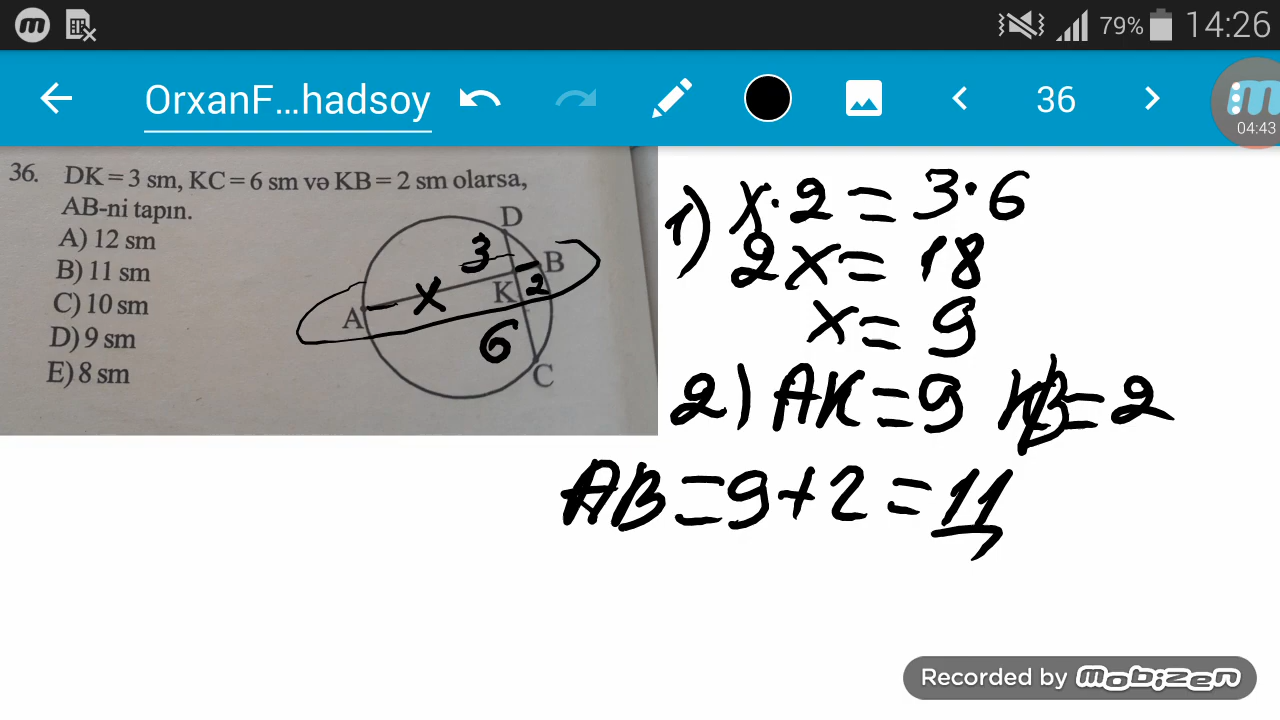 79% 14:26
OrxanF...hadsoy 36
04:43
36. DK = 3 sm, KC = 6 sm və KB = 2 sm olarsa,
AB-ni tapın.
A) 12 sm
B) 11 sm
C) 10 sm
D) 9 sm
E) 8 sm
D
3
B
A x K 2
6
C
1) x·2 = 3·6
2x = 18
x = 9
2) AK = 9 KB = 2
AB = 9 + 2 = 11
Recorded by mobizen